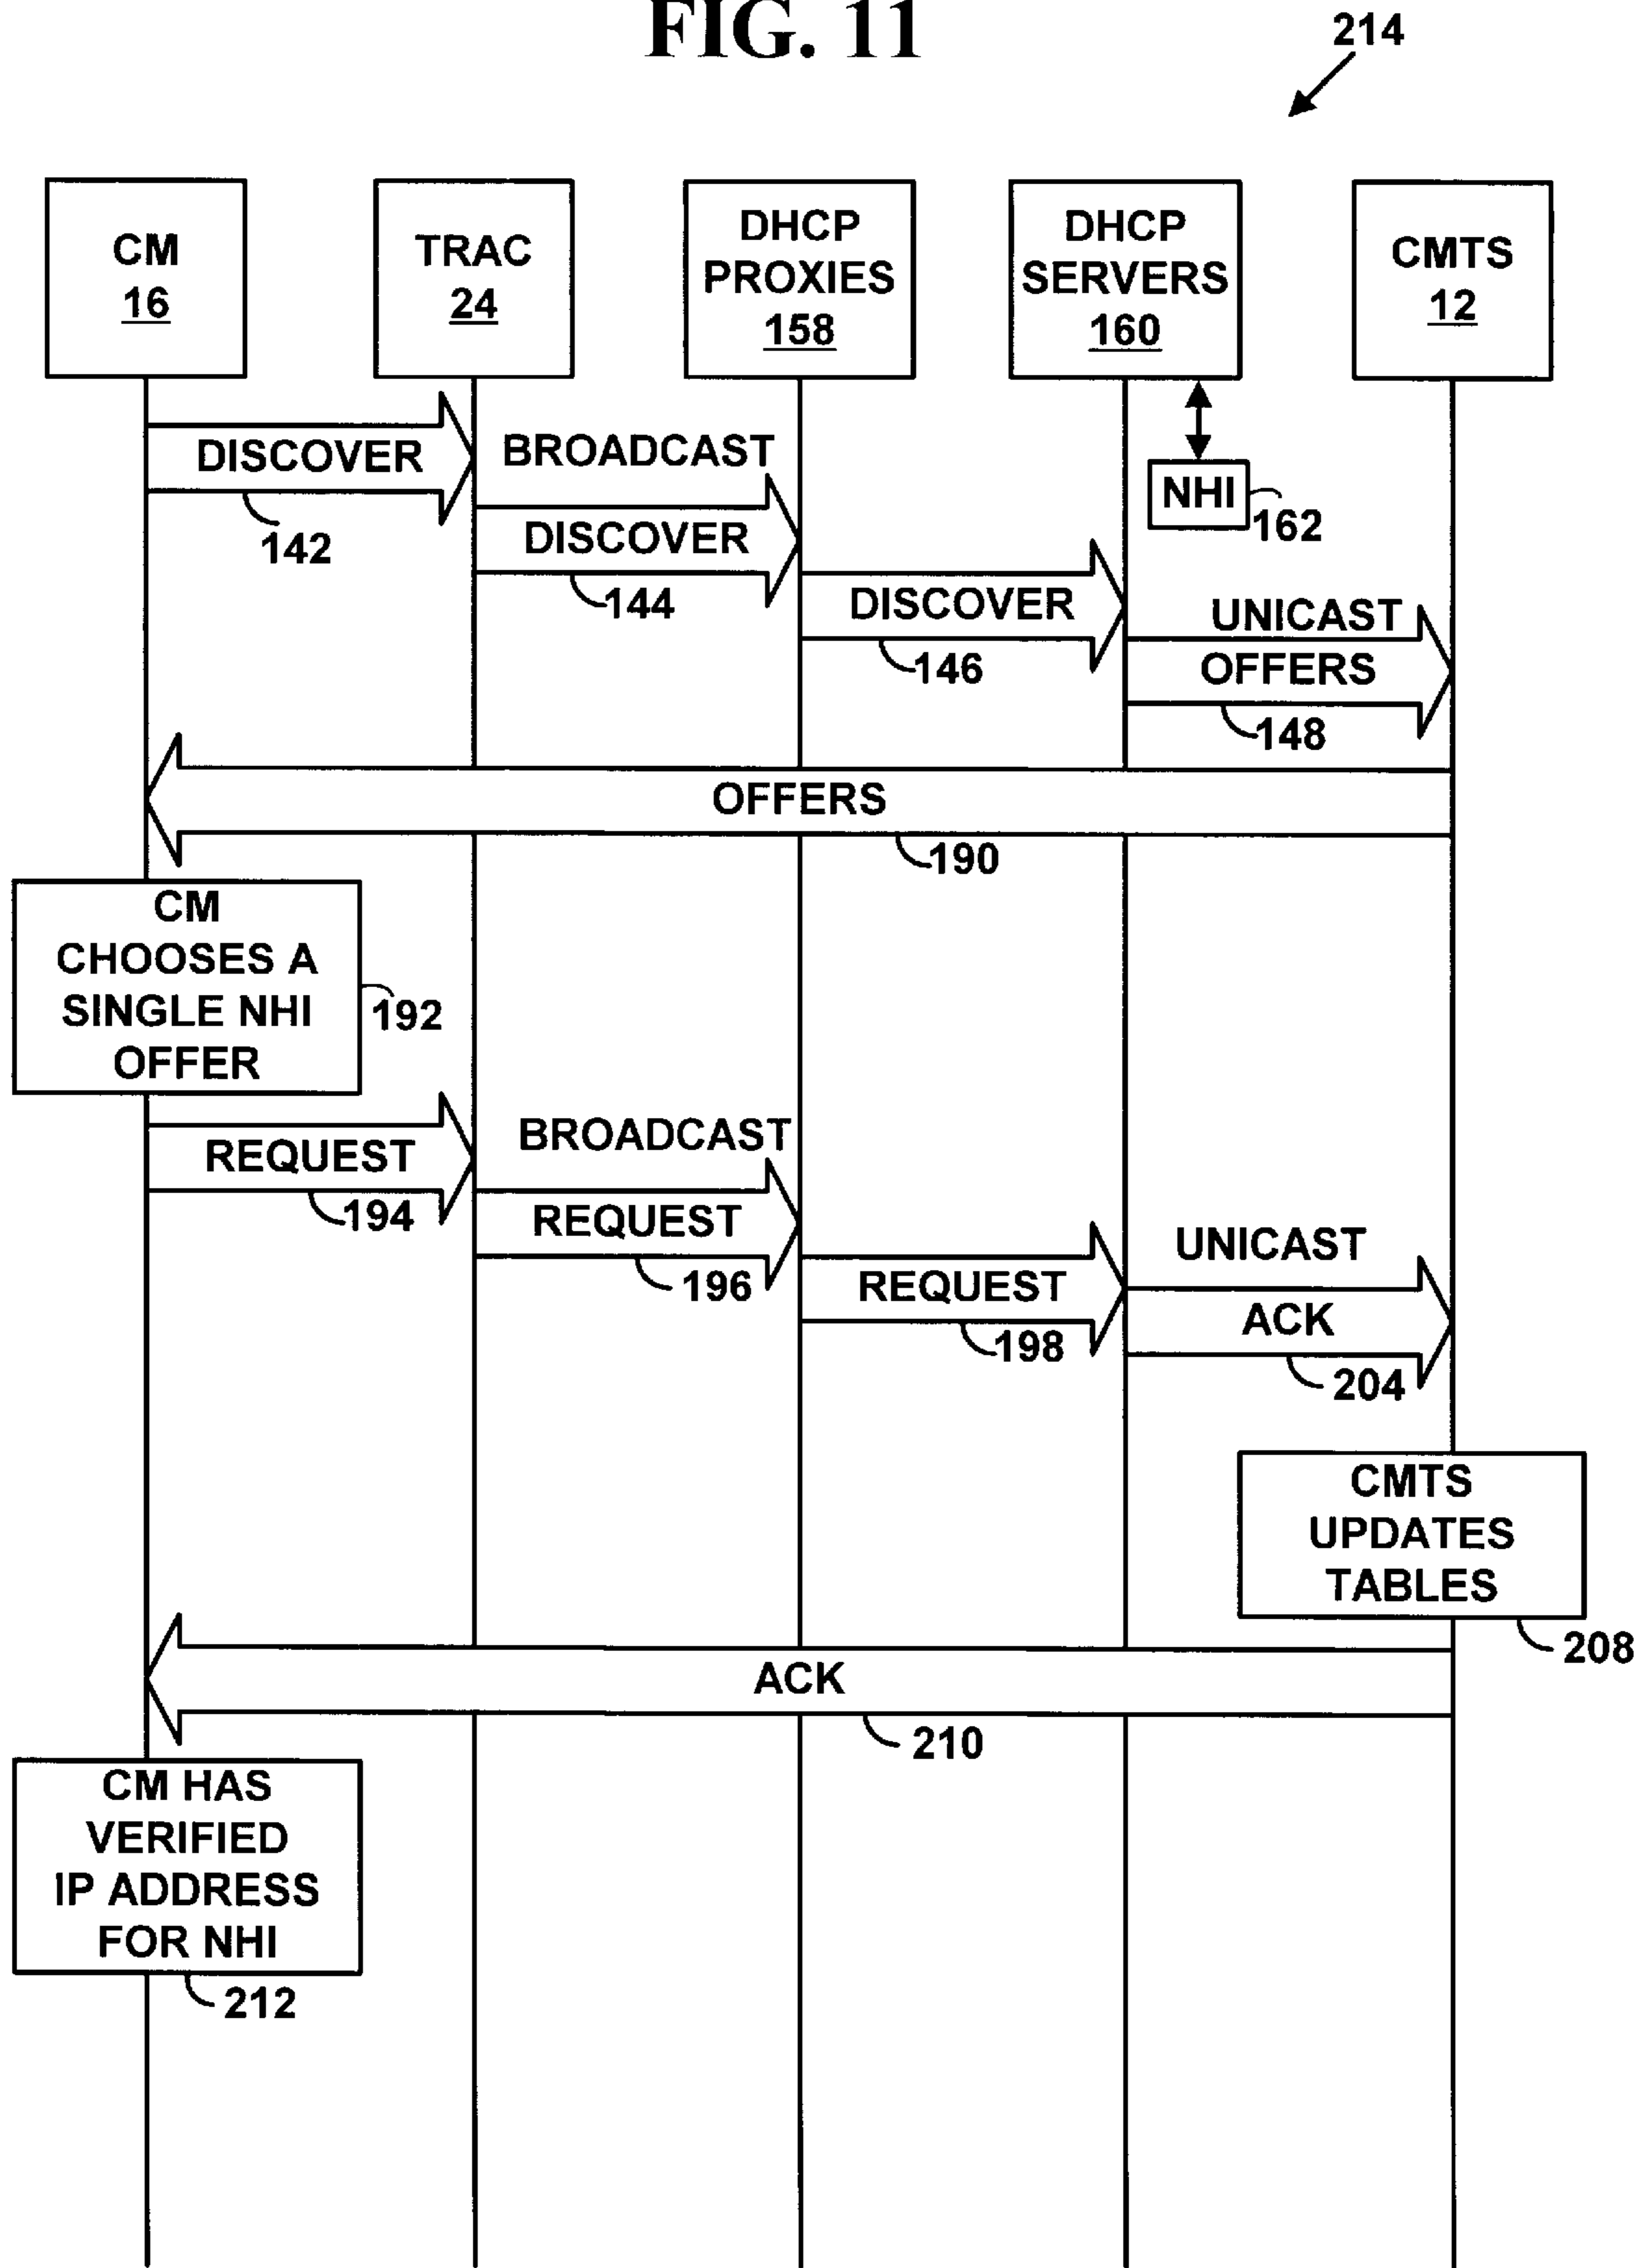 FIG. 11
214
CM
16
TRAC
24
DHCP
PROXIES
158
DHCP
SERVERS
160
CMTS
12
DISCOVER
142
BROADCAST
DISCOVER
144
NHI
162
DISCOVER
146
UNICAST
OFFERS
148
OFFERS
190
CM
CHOOSES A
SINGLE NHI
OFFER
192
REQUEST
194
BROADCAST
REQUEST
196
REQUEST
198
UNICAST
ACK
204
CMTS
UPDATES
TABLES
208
ACK
210
CM HAS
VERIFIED
IP ADDRESS
FOR NHI
212